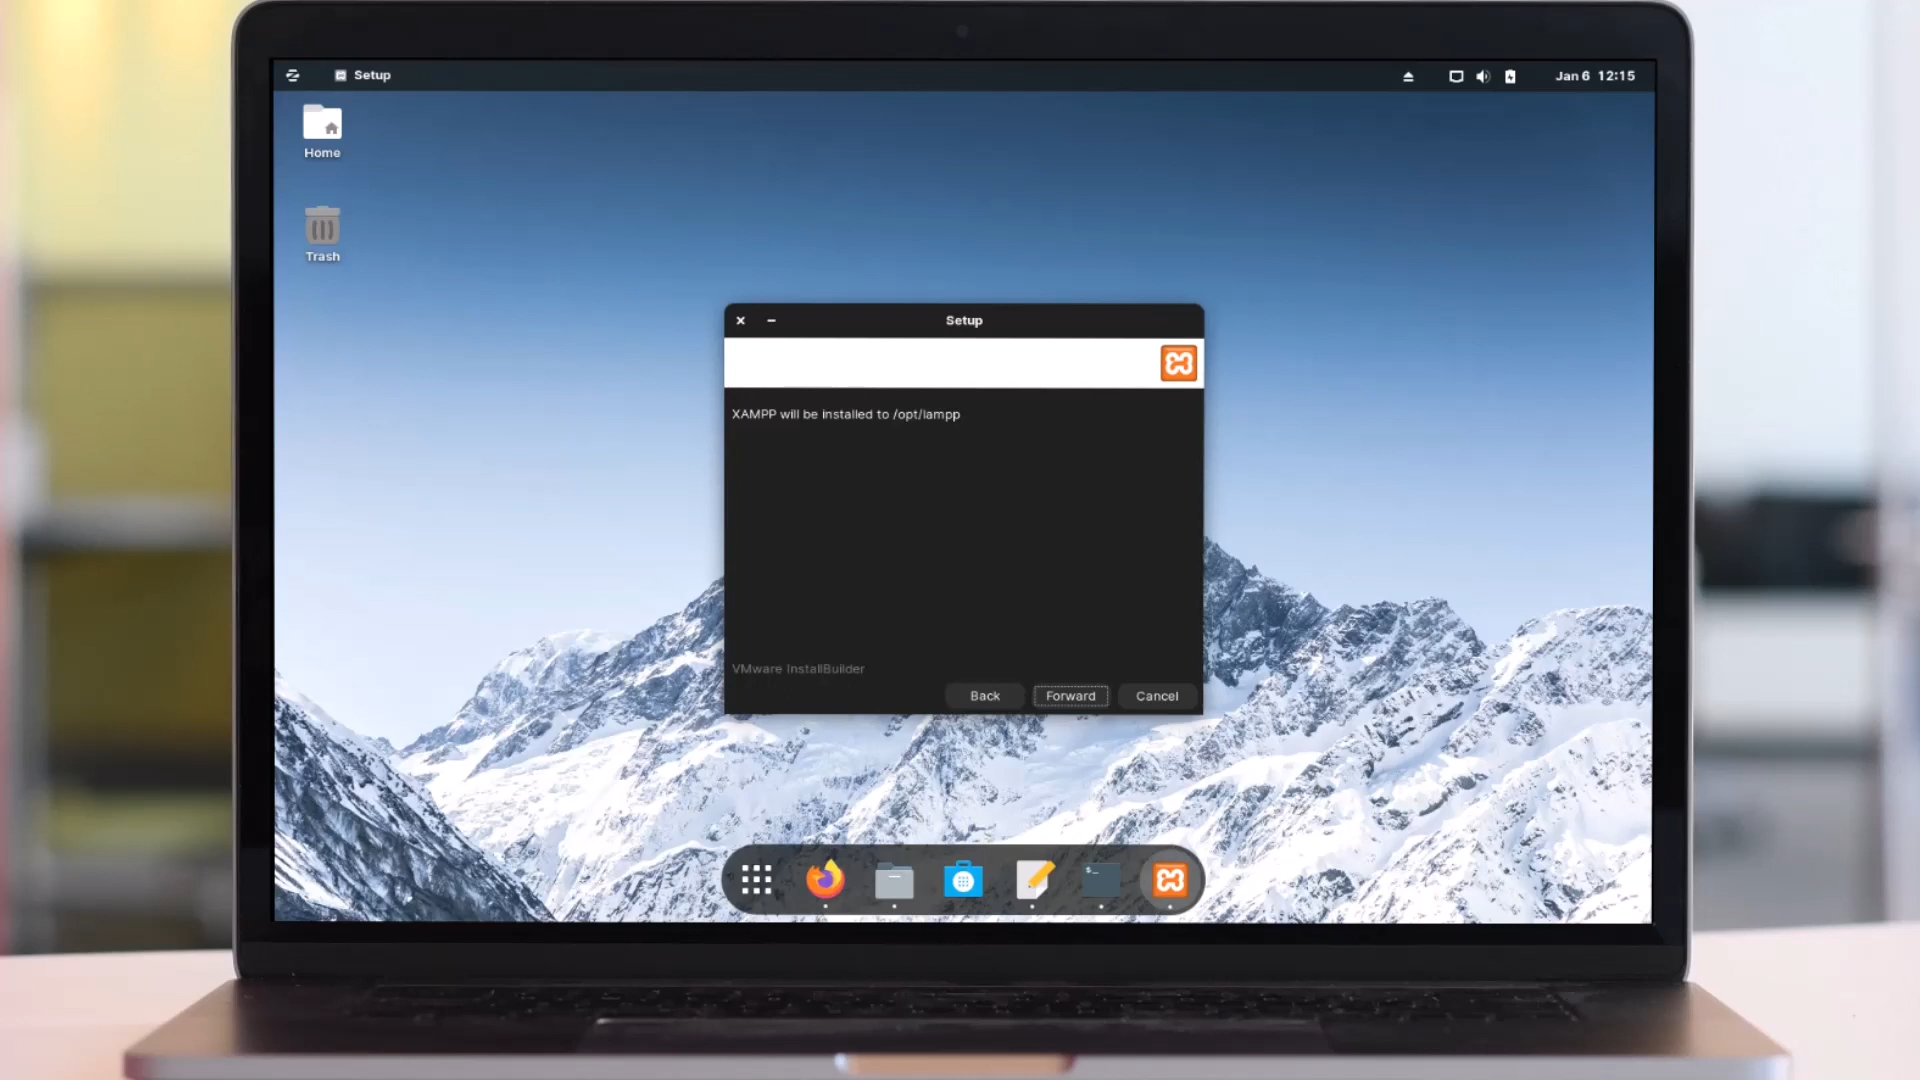 Setup
Jan 6 12:15
Home
Trash
Setup
XAMPP will be installed to /opt/lampp
VMware InstallBuilder
Back
Forward
Cancel